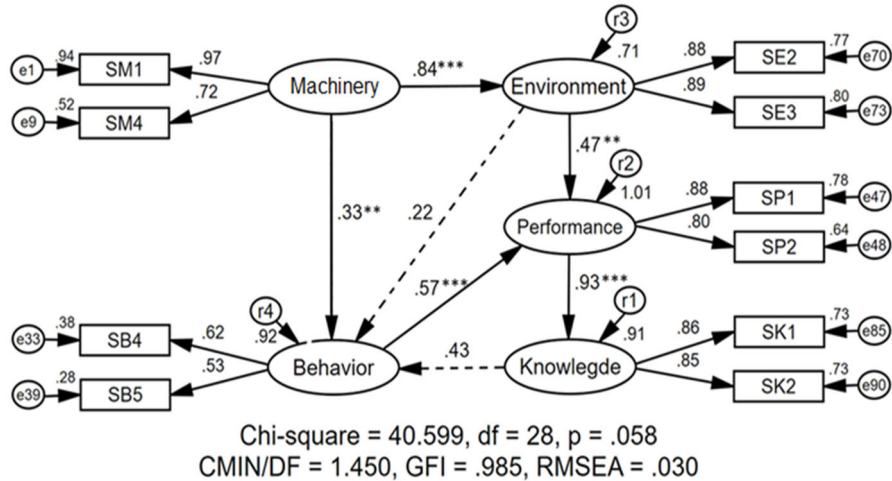 r3
.94 .97 .71 .88 .77
e1 SM1 Machinery .84*** Environment SE2 e70
.52 .72 .89 .80
e9 SM4 SE3 e73
.47** r2
1.01 .88 .78
SP1 e47
.33** .22 Performance .80 .64
SP2 e48
.57*** .93*** r1
r4
.38 .62 .92 .91 .86 .73
e33 SB4 SK1 e85
.28 .53 Behavior .43 Knowlegde .85 .73
e39 SB5 SK2 e90
Chi-square = 40.599, df = 28, p = .058
CMIN/DF = 1.450, GFI = .985, RMSEA = .030